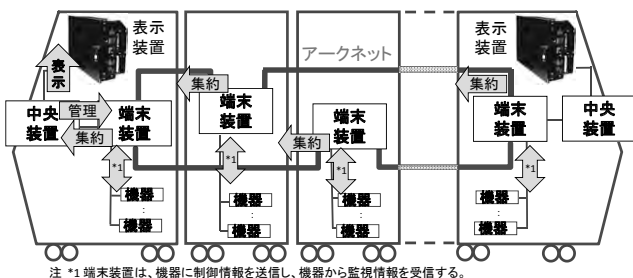 表示
装置
表示
アークネット
表示
装置
中央
装置
管理
集約
端末
装置
集約
端末
装置
集約
端末
装置
集約
端末
装置
中央
装置
*1
*1
*1
*1
機器
:
機器
機器
:
機器
機器
:
機器
機器
:
機器
注 *1 端末装置は、機器に制御情報を送信し、機器から監視情報を受信する。